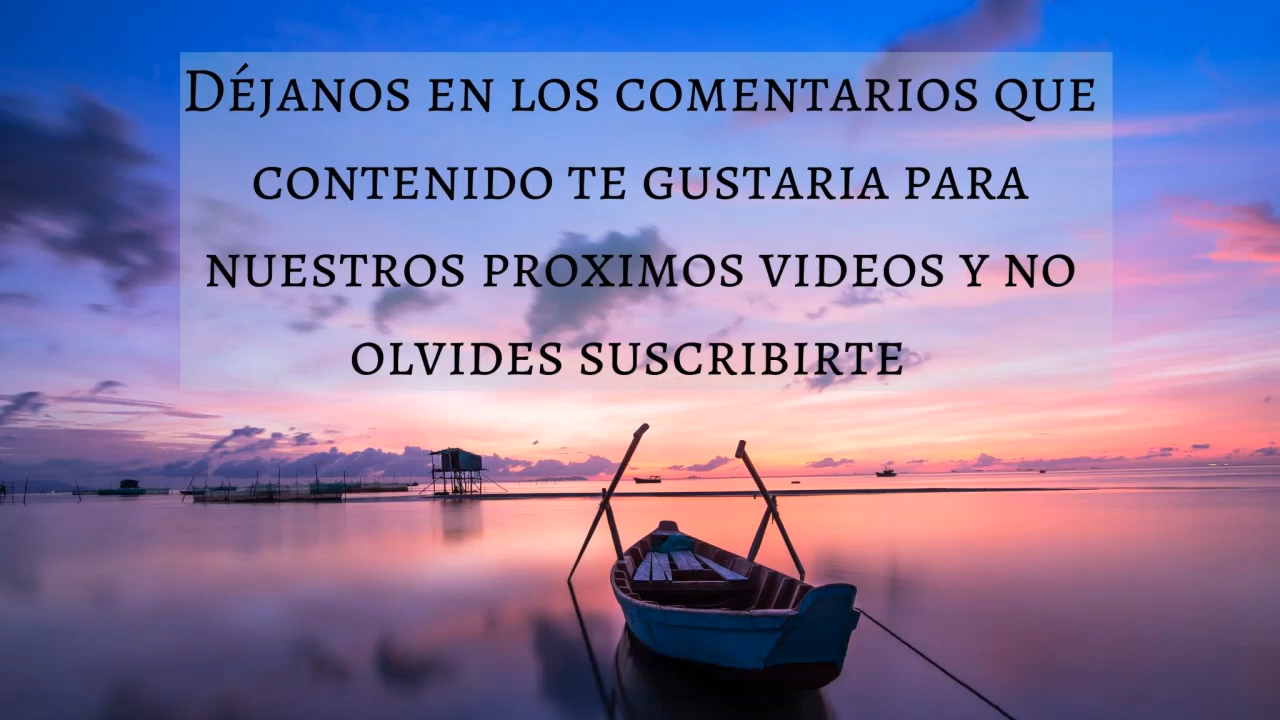 Déjanos en los comentarios que
contenido te gustaria para
nuestros proximos videos y no
olvides suscribirte